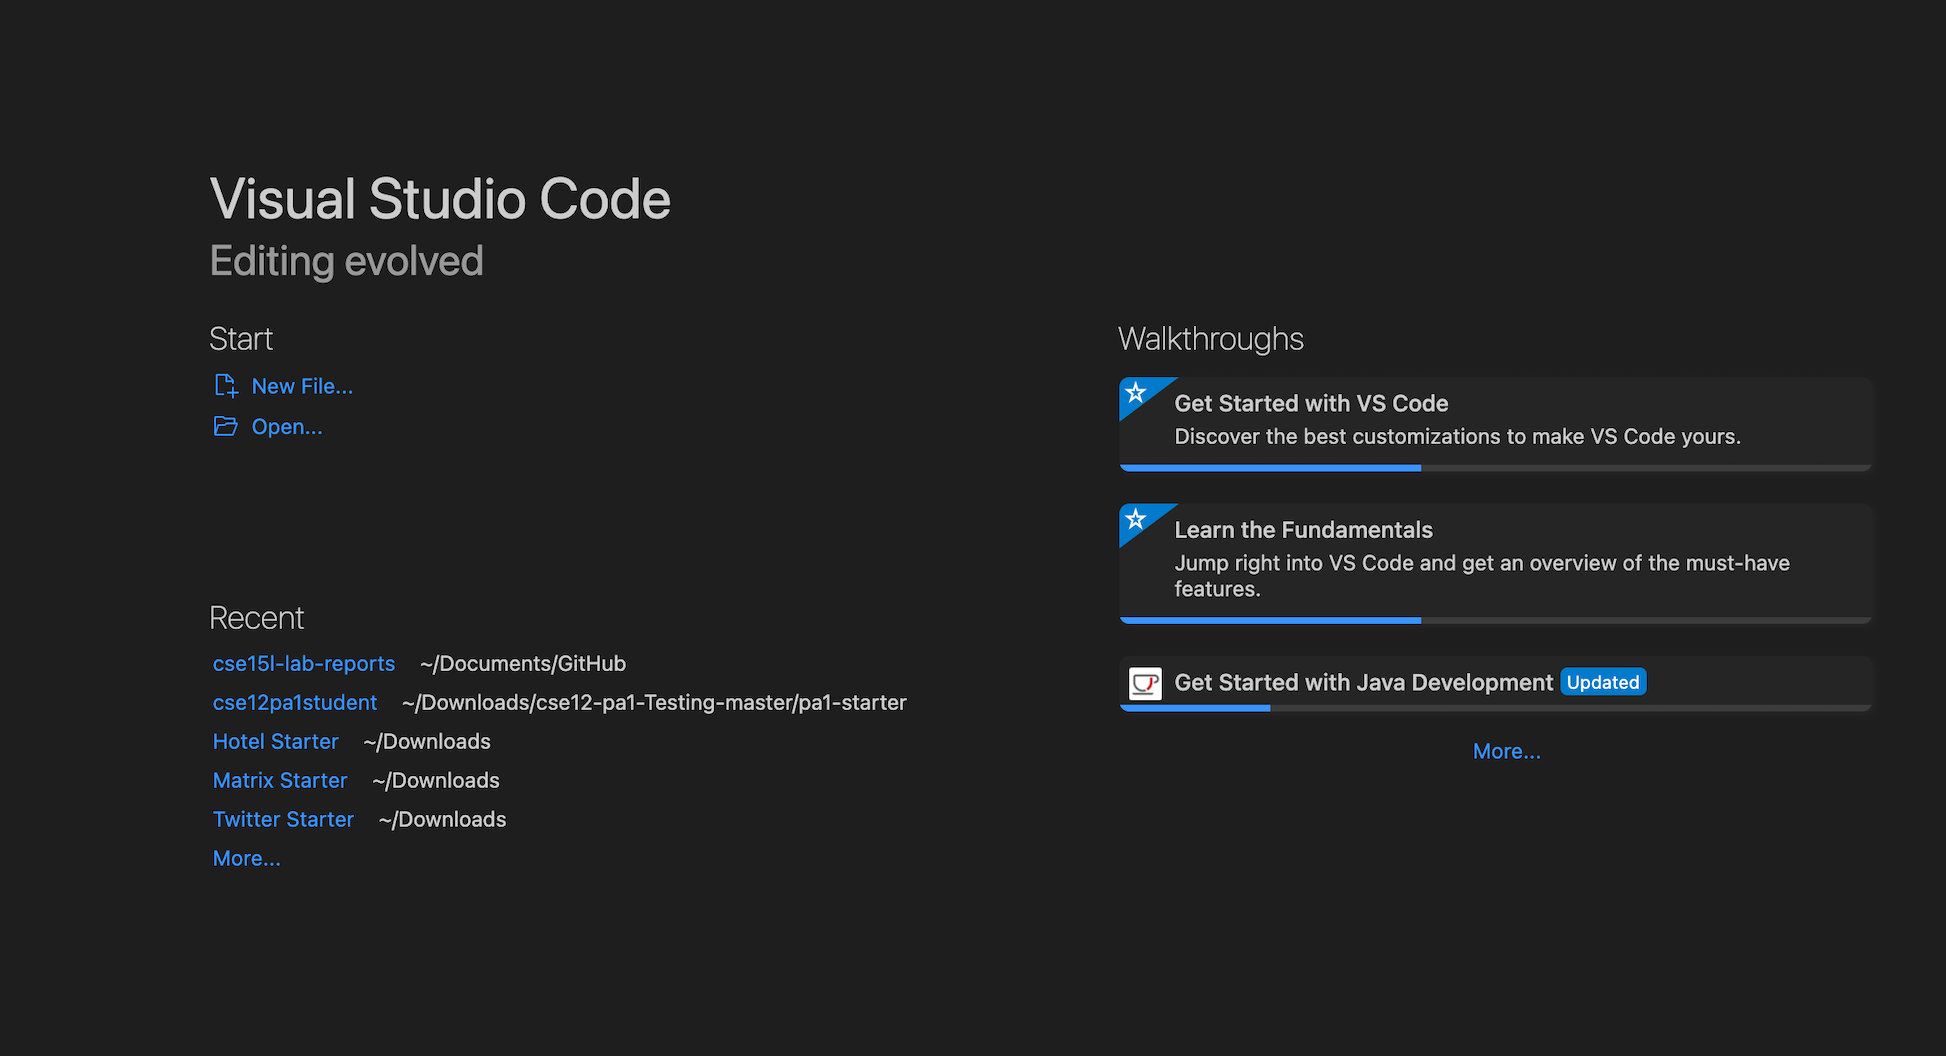 Visual Studio Code
Editing evolved
Start
New File...
Open...
Recent
cse15l-lab-reports ~/Documents/GitHub
cse12pa1student ~/Downloads/cse12-pa1-Testing-master/pa1-starter
Hotel Starter ~/Downloads
Matrix Starter ~/Downloads
Twitter Starter ~/Downloads
More...
Walkthroughs
Get Started with VS Code
Discover the best customizations to make VS Code yours.
Learn the Fundamentals
Jump right into VS Code and get an overview of the must-have
features.
Get Started with Java Development Updated
More...